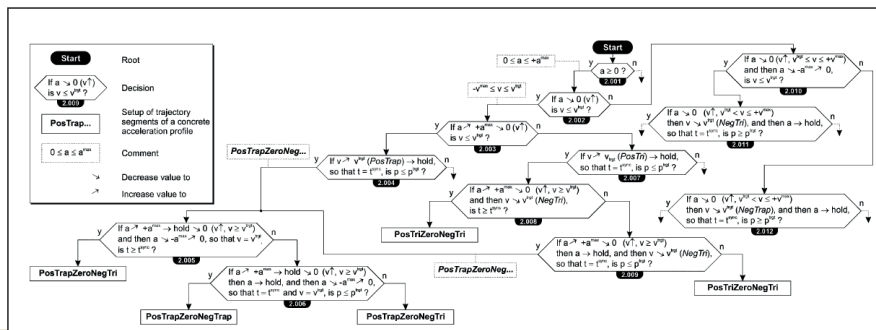 Start
Root
If a ↘ 0 (v↑)
is v ≤ v^trgt ?
2.009
Decision
PosTrap...
Setup of trajectory
segments of a concrete
acceleration profile
0 ≤ a ≤ a^max
Comment
↘ Decrease value to
↗ Increase value to
Start
0 ≤ a ≤ +a^max
a ≥ 0 ?
y
n
2.001
-v^max ≤ v ≤ v^trgt
y
If a ↘ 0 (v↑)
is v ≤ v^trgt ?
n
2.002
y
If a ↘ 0 (v↑, v^trgt ≤ v ≤ +v^max)
and then a ↘ -a^max ↗ 0,
is v ≤ v^trgt ?
n
2.010
y
If a ↗ +a^max ↘ 0 (v↑)
is v ≤ v^trgt ?
n
2.003
If a ↘ 0 (v↑, v^trgt < v ≤ +v^max)
then v ↘ v^trgt (NegTri), and then a → hold,
so that t = t^sync, is p ≥ p^trgt ?
y
n
2.011
PosTrapZeroNeg...
y
If v ↗ v^trgt (PosTrap) → hold,
so that t = t^sync, is p ≤ p^trgt ?
n
2.004
y
If v ↗ v^trgt (PosTri) → hold,
so that t = t^sync, is p ≤ p^trgt ?
n
2.007
y
If a ↗ +a^max ↘ 0 (v↑, v ≥ v^trgt)
and then v ↘ v^trgt (NegTri),
is t ≥ t^sync ?
n
2.008
If a ↘ 0 (v↑, v^trgt < v ≤ +v^max)
then v ↘ v^trgt (NegTrap), and then a → hold,
so that t = t^sync, is p ≥ p^trgt ?
y
n
2.012
y
If a ↗ +a^max → hold ↘ 0 (v↑, v ≥ v^trgt)
and then a ↘ -a^max ↗ 0, so that v = v^trgt,
is t ≥ t^sync ?
n
2.005
PosTriZeroNegTri
y
If a ↗ +a^max ↘ 0 (v↑, v ≥ v^trgt)
then a → hold, and then v ↘ v^trgt (NegTri),
so that t = t^sync, is p ≤ p^trgt ?
n
2.009
PosTrapZeroNegTri
y
If a ↗ +a^max → hold ↘ 0 (v↑, v ≥ v^trgt)
then a → hold, and then a ↘ -a^max ↗ 0,
so that t = t^sync and v = v^trgt, is p ≤ p^trgt ?
n
2.006
PosTrapZeroNeg...
PosTriZeroNegTri
PosTrapZeroNegTrap
PosTrapZeroNegTri